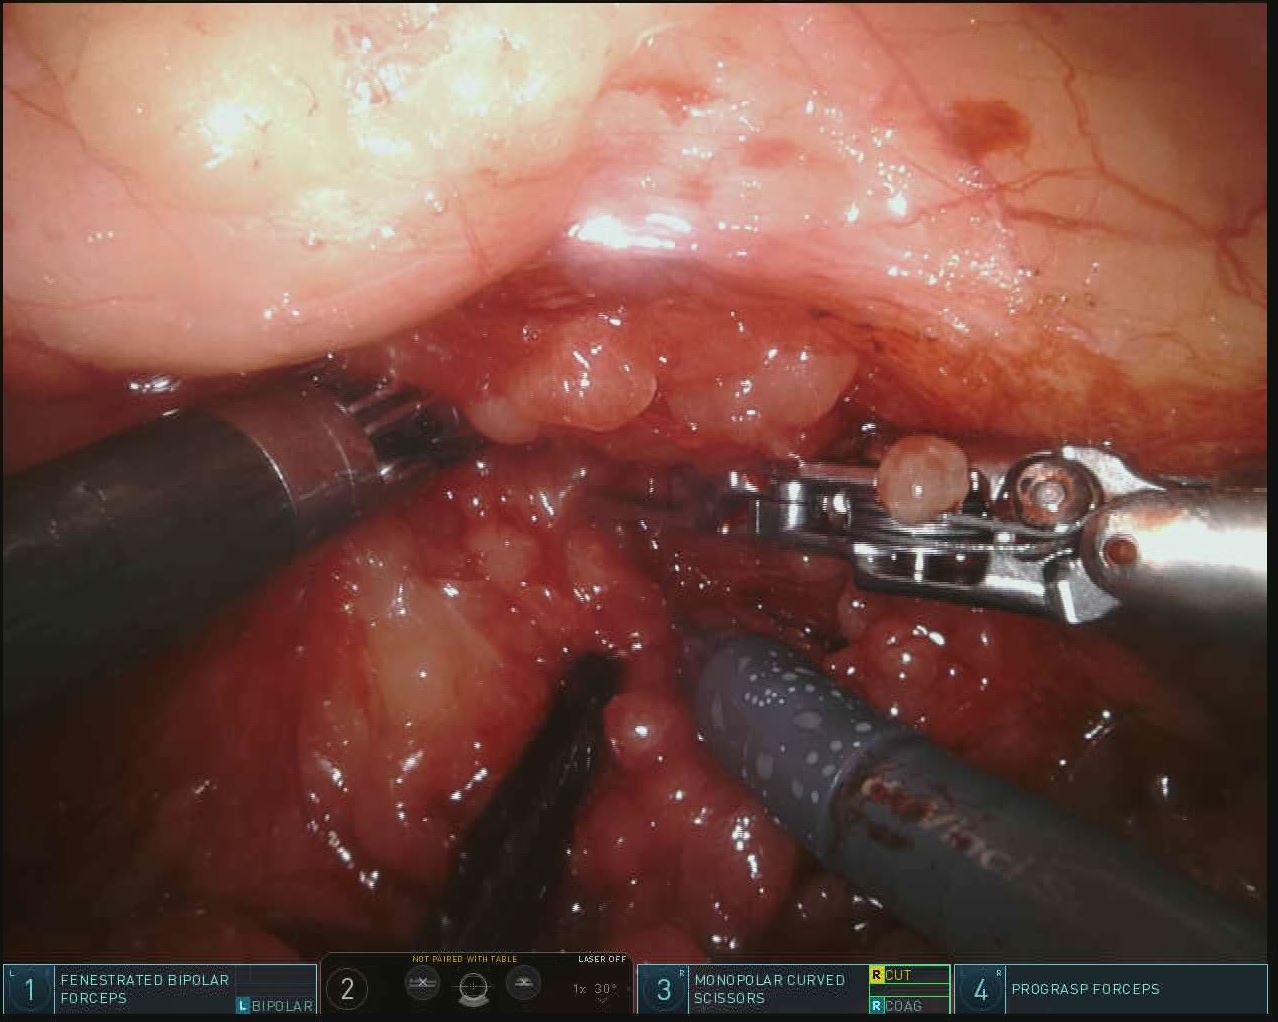 NOT PAIRED WITH TABLE
LASER OFF
L
1
FENESTRATED BIPOLAR
FORCEPS
L BIPOLAR
2
1x 30°
R
3
MONOPOLAR CURVED
SCISSORS
R CUT
R COAG
L R
4
PROGRASP FORCEPS